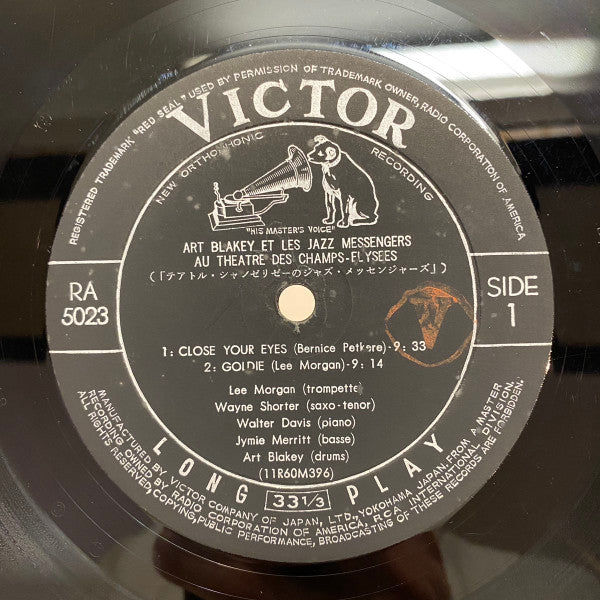 REGISTERED TRADEMARK "RED SEAL" USED BY PERMISSION OF TRADEMARK OWNER, RADIO CORPORATION OF AMERICA
VICTOR
NEW ORTHOPHONIC RECORDING
"HIS MASTER'S VOICE"
ART BLAKEY ET LES JAZZ MESSENGERS
AU THEATRE DES CHAMPS-ELYSEES
(「テアトル・シャンゼリゼーのジャズ・メッセンジャーズ」)
RA
5023
SIDE
1
1: CLOSE YOUR EYES (Bernice Petkere)-9: 33
2: GOLDIE (Lee Morgan)-9: 14
Lee Morgan (trompette)
Wayne Shorter (saxo-tenor)
Walter Davis (piano)
Jymie Merritt (basse)
Art Blakey (drums)
(11R60M396)
LONG 33 1/3 PLAY
MANUFACTURED BY VICTOR COMPANY OF JAPAN, LTD., YOKOHAMA, JAPAN, FROM A MASTER
RECORDING OWNED BY RADIO CORPORATION OF AMERICA, RCA INTERNATIONAL DIVISION.
ALL RIGHTS RESERVED, COPYING, PUBLIC PERFORMANCE, BROADCASTING OF THESE RECORDS ARE FORBIDDEN.